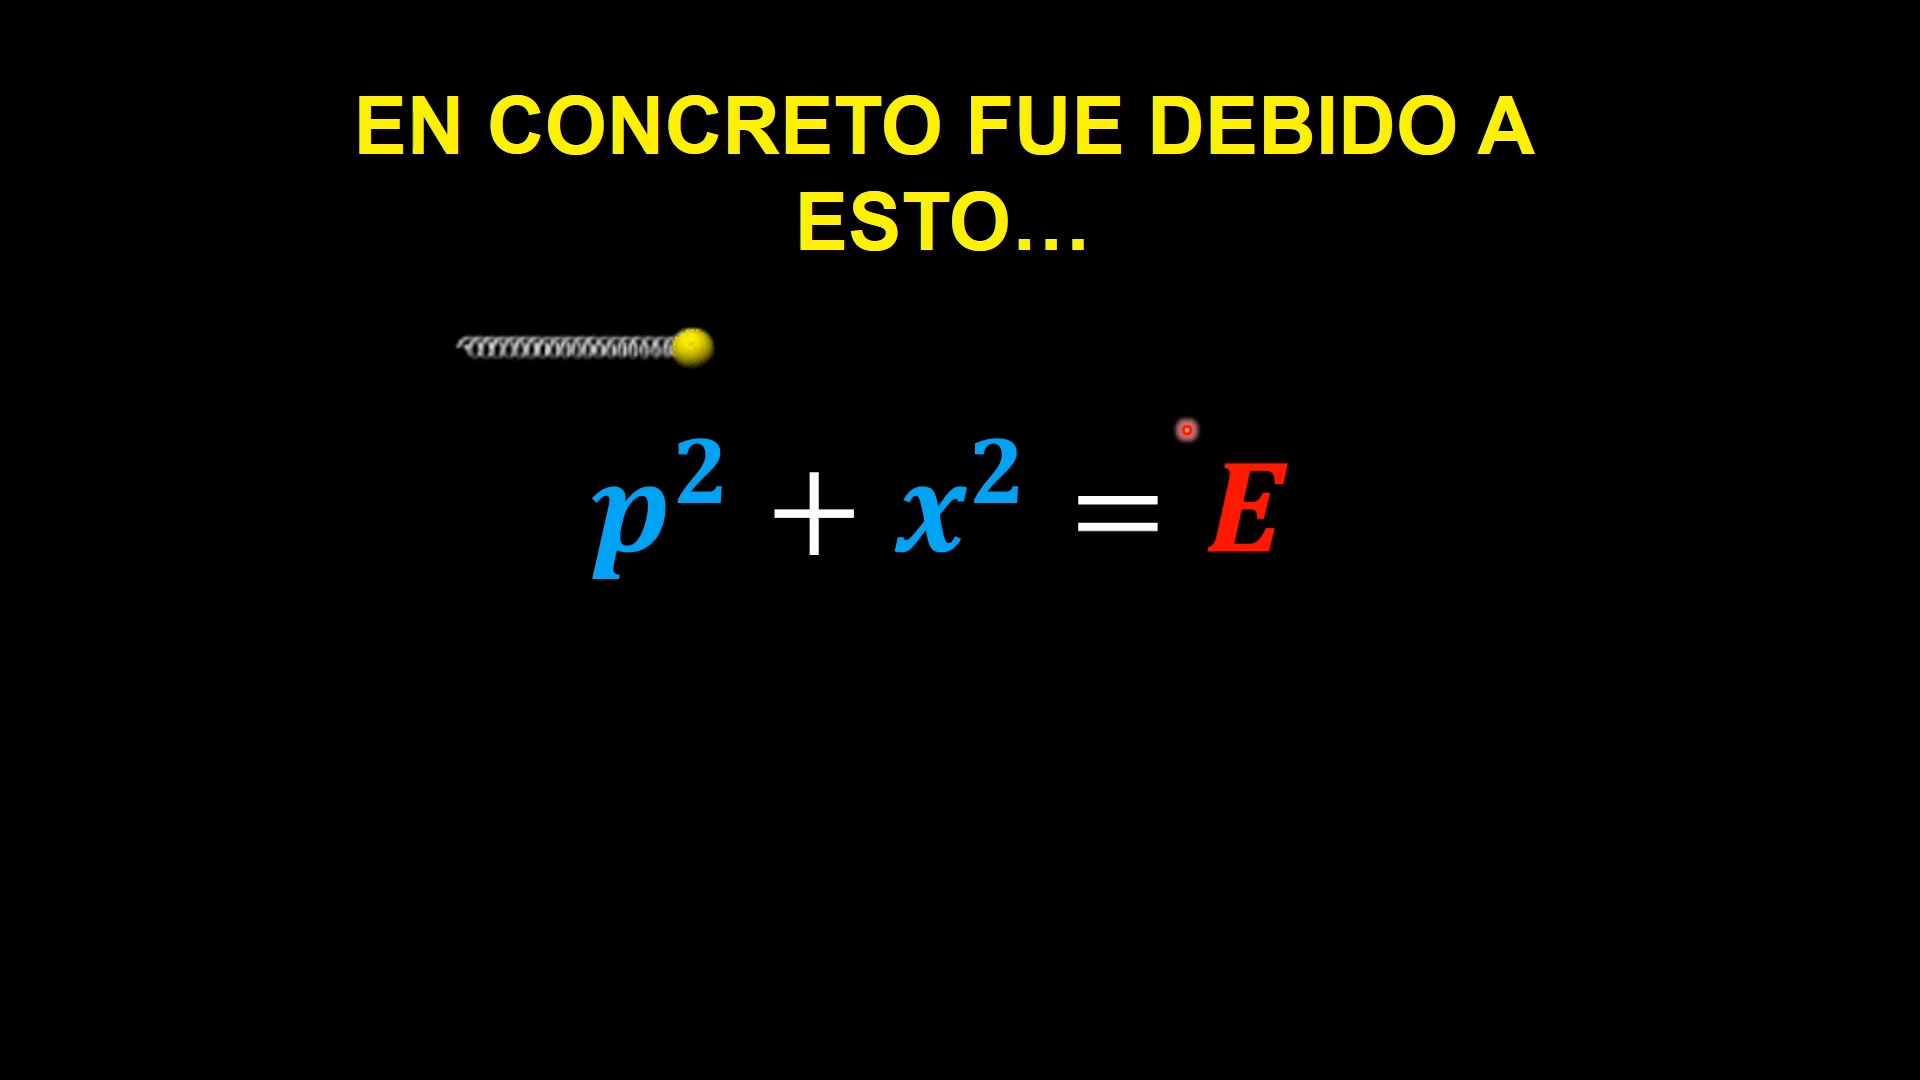 EN CONCRETO FUE DEBIDO A
ESTO...
p² + x² = E